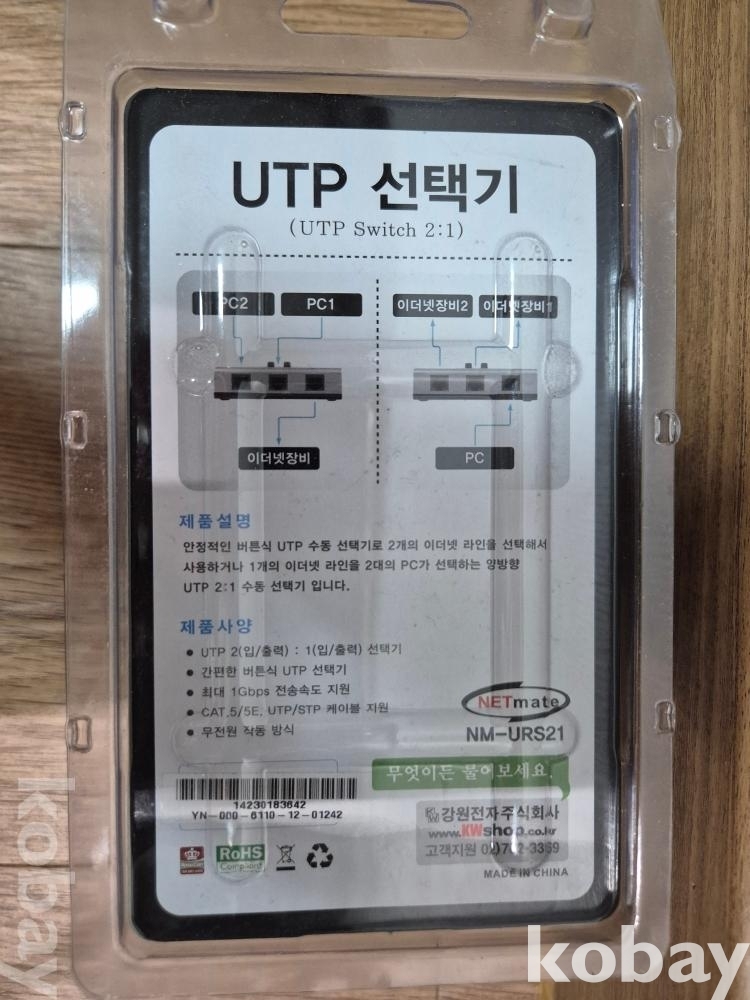 UTP 선택기
(UTP Switch 2:1)
PC2 PC1 이더넷장비2 이더넷장비1
이더넷장비 PC
제품설명
안정적인 버튼식 UTP 수동 선택기로 2개의 이더넷 라인을 선택해서
사용하거나 1개의 이더넷 라인을 2대의 PC가 선택하는 양방향
UTP 2:1 수동 선택기 입니다.
제품사양
• UTP 2(입/출력) : 1(입/출력) 선택기
• 간편한 버튼식 UTP 선택기
• 최대 1Gbps 전송속도 지원
• CAT.5/5E, UTP/STP 케이블 지원
• 무전원 작동 방식
NETmate
NM-URS21
무엇이든 물어보세요.
14230183642
YN-000-6110-12-01242
강원전자주식회사
www.KWshop.co.kr
고객지원
RoHS
Compliant
MADE IN CHINA
kobay
kobay